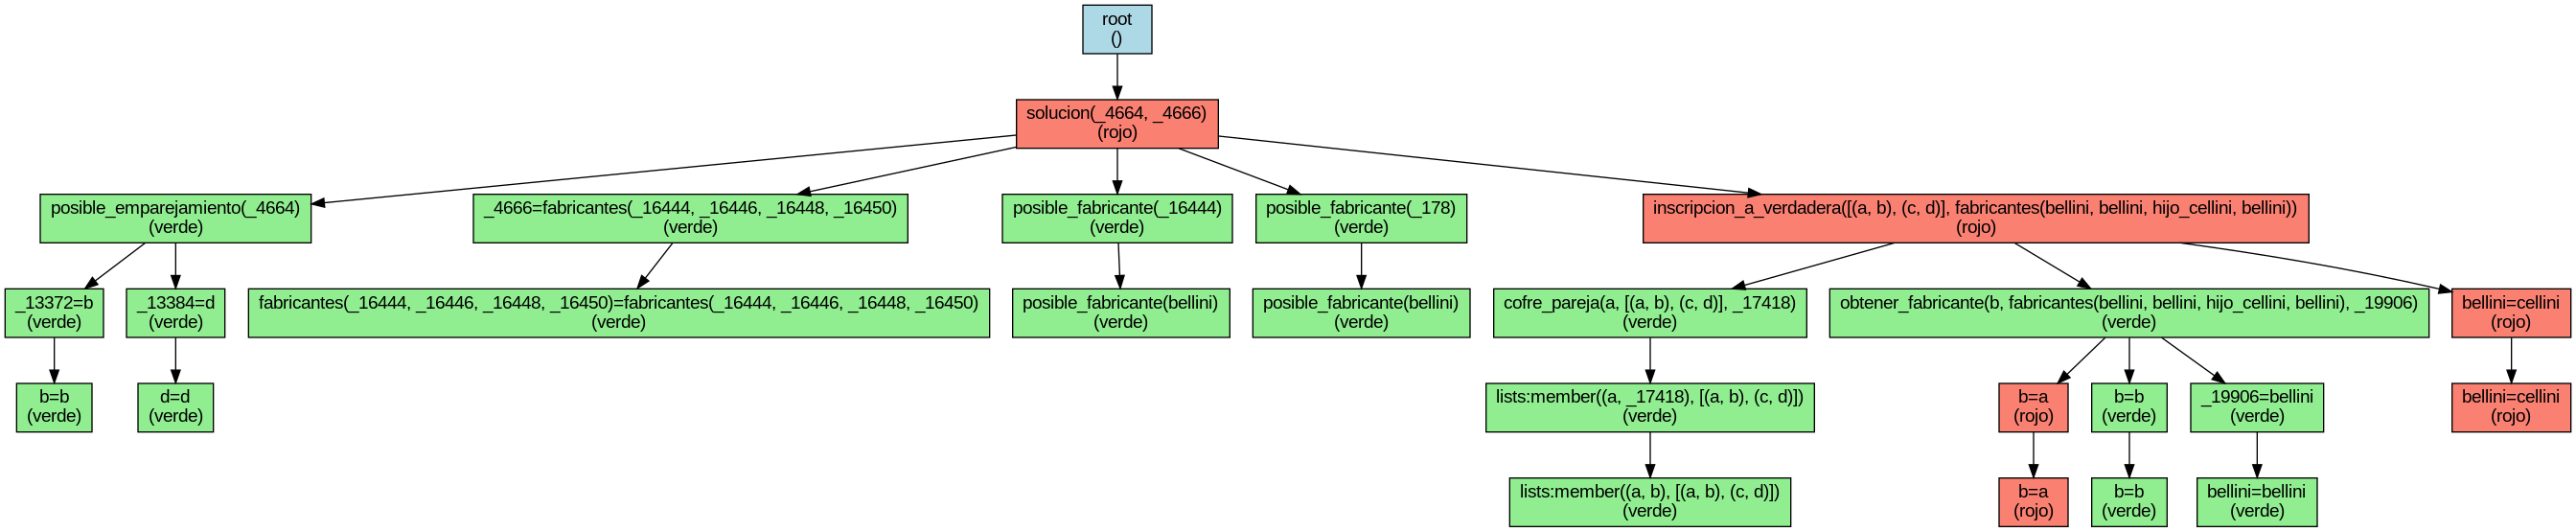 root
()
solucion(_4664, _4666)
(rojo)
posible_emparejamiento(_4664)
(verde)
_4666=fabricantes(_16444, _16446, _16448, _16450)
(verde)
posible_fabricante(_16444)
(verde)
posible_fabricante(_178)
(verde)
inscripcion_a_verdadera([(a, b), (c, d)], fabricantes(bellini, bellini, hijo_cellini, bellini))
(rojo)
_13372=b
(verde)
_13384=d
(verde)
fabricantes(_16444, _16446, _16448, _16450)=fabricantes(_16444, _16446, _16448, _16450)
(verde)
posible_fabricante(bellini)
(verde)
posible_fabricante(bellini)
(verde)
cofre_pareja(a, [(a, b), (c, d)], _17418)
(verde)
obtener_fabricante(b, fabricantes(bellini, bellini, hijo_cellini, bellini), _19906)
(verde)
bellini=cellini
(rojo)
b=b
(verde)
d=d
(verde)
lists:member((a, _17418), [(a, b), (c, d)])
(verde)
b=a
(rojo)
b=b
(verde)
_19906=bellini
(verde)
bellini=cellini
(rojo)
lists:member((a, b), [(a, b), (c, d)])
(verde)
b=a
(rojo)
b=b
(verde)
bellini=bellini
(verde)